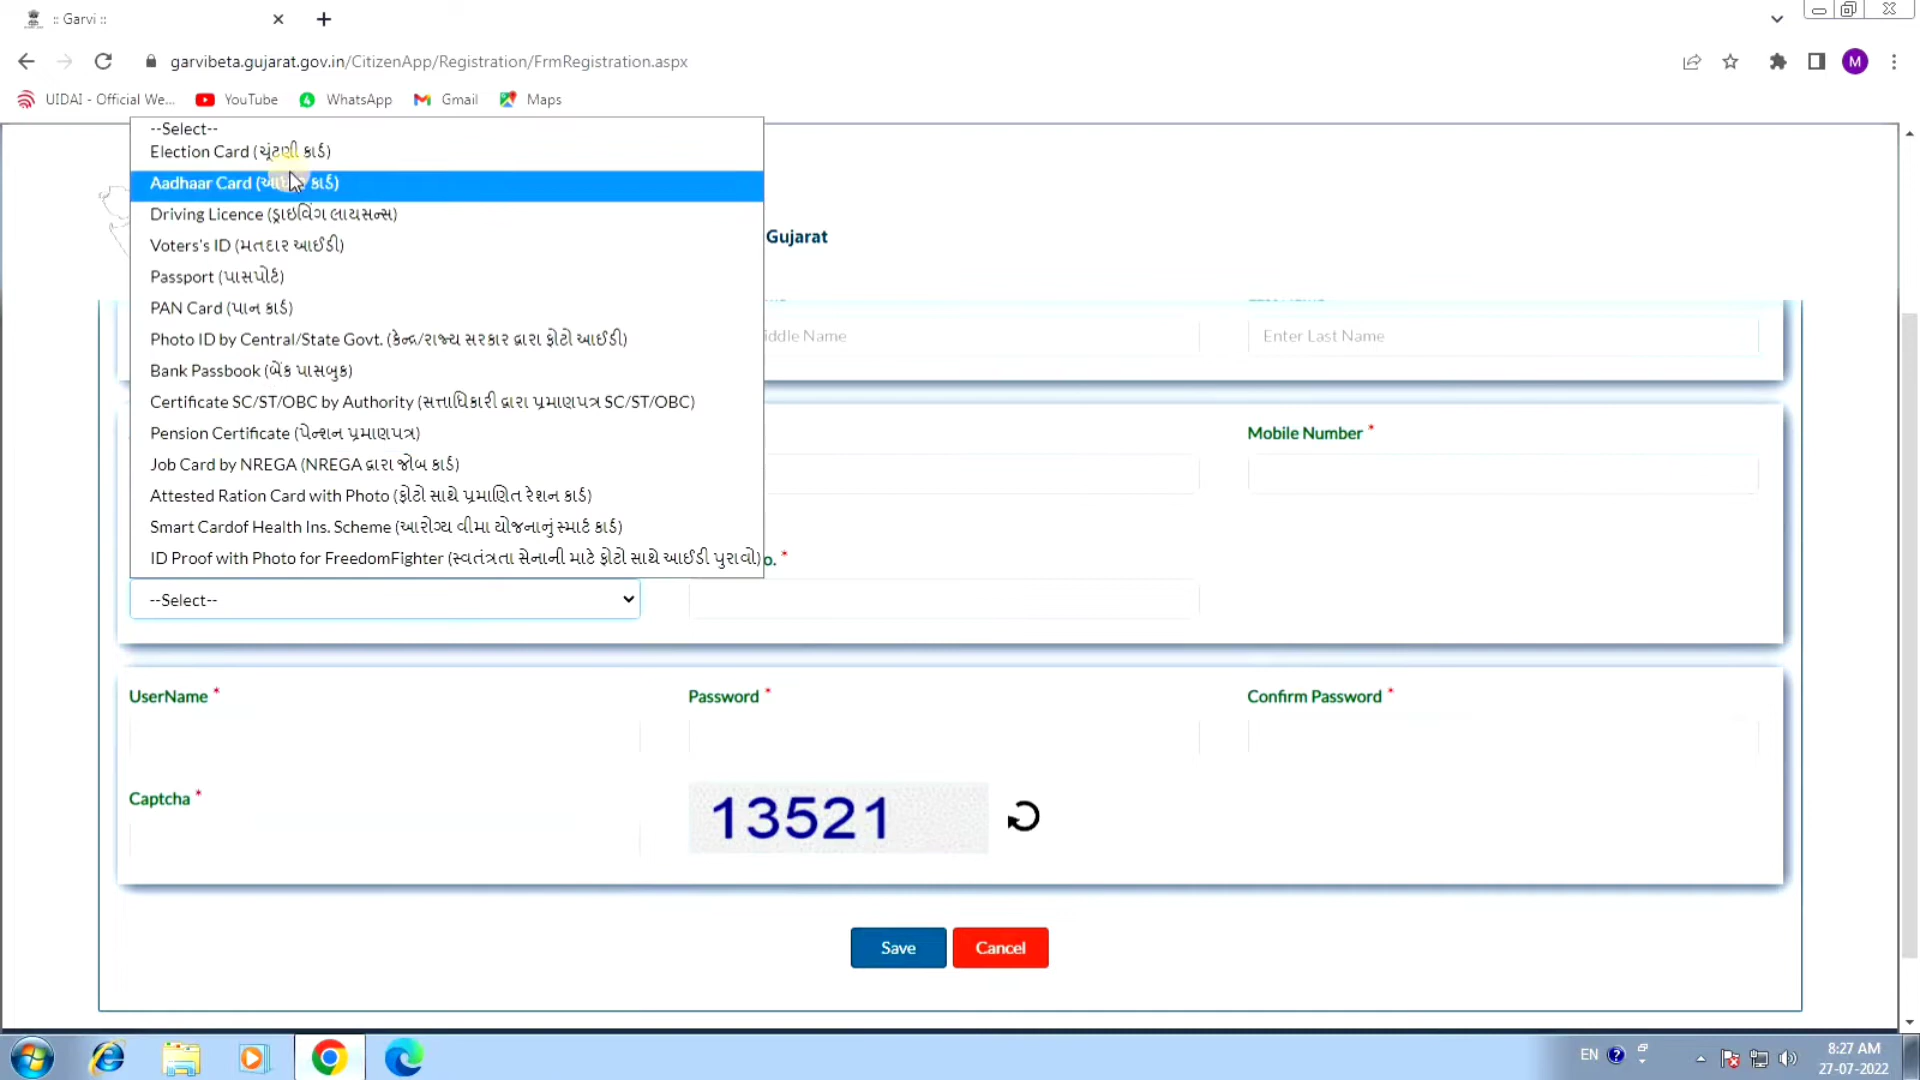 :: Garvi ::
garvibeta.gujarat.gov.in/CitizenApp/Registration/FrmRegistration.aspx
M
UIDAI - Official We...
YouTube
WhatsApp
Gmail
Maps
--Select--
Election Card (ચૂંટણી કાર્ડ)
Aadhaar Card (આધાર કાર્ડ)
Driving Licence (ડ્રાઇવિંગ લાયસન્સ)
Voters's ID (મતદાર આઈડી)
Passport (પાસપોર્ટ)
PAN Card (પાન કાર્ડ)
Photo ID by Central/State Govt. (કેન્દ્ર/રાજ્ય સરકાર દ્વારા ફોટો આઈડી)
Bank Passbook (બેંક પાસબુક)
Certificate SC/ST/OBC by Authority (સત્તાધિકારી દ્વારા પ્રમાણપત્ર SC/ST/OBC)
Pension Certificate (પેન્શન પ્રમાણપત્ર)
Job Card by NREGA (NREGA દ્વારા જોબ કાર્ડ)
Attested Ration Card with Photo (ફોટો સાથે પ્રમાણિત રેશન કાર્ડ)
Smart Cardof Health Ins. Scheme (આરોગ્ય વીમા યોજનાનું સ્માર્ટ કાર્ડ)
ID Proof with Photo for FreedomFighter (સ્વતંત્રતા સેનાની માટે ફોટો સાથે આઈડી પુરાવો)
Gujarat
iddle Name
Enter Last Name
Mobile Number *
o. *
--Select--
UserName *
Password *
Confirm Password *
Captcha *
13521
Save
Cancel
EN
8:27 AM
27-07-2022